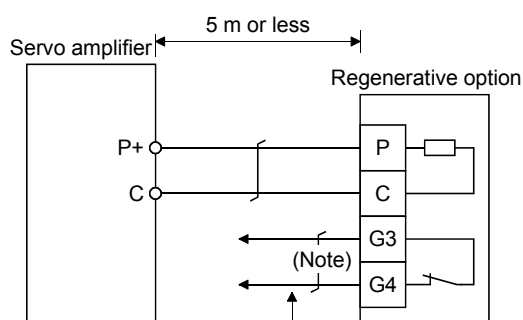 5 m or less
Servo amplifier
Regenerative option
P+
P
C
C
G3
(Note)
G4